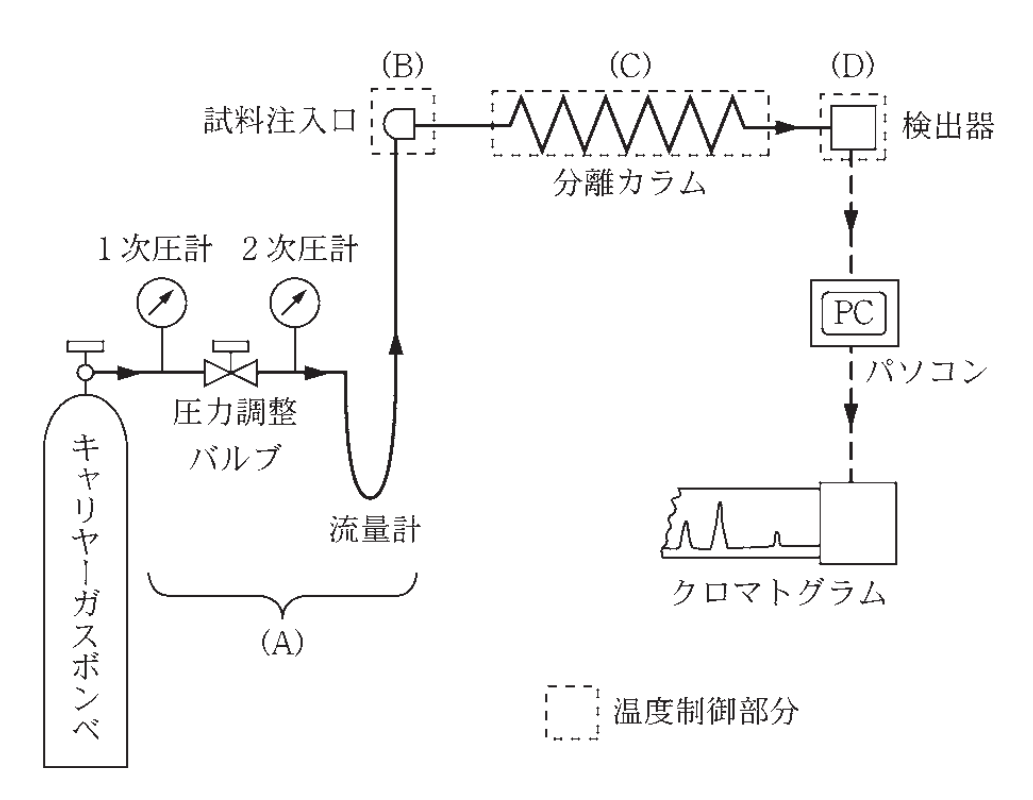 (B)
(C)
(D)
試料注入口
検出器
分離カラム
1次圧計
2次圧計
PC
パソコン
圧力調整
バルブ
キャリヤーガスボンベ
流量計
(A)
クロマトグラム
温度制御部分